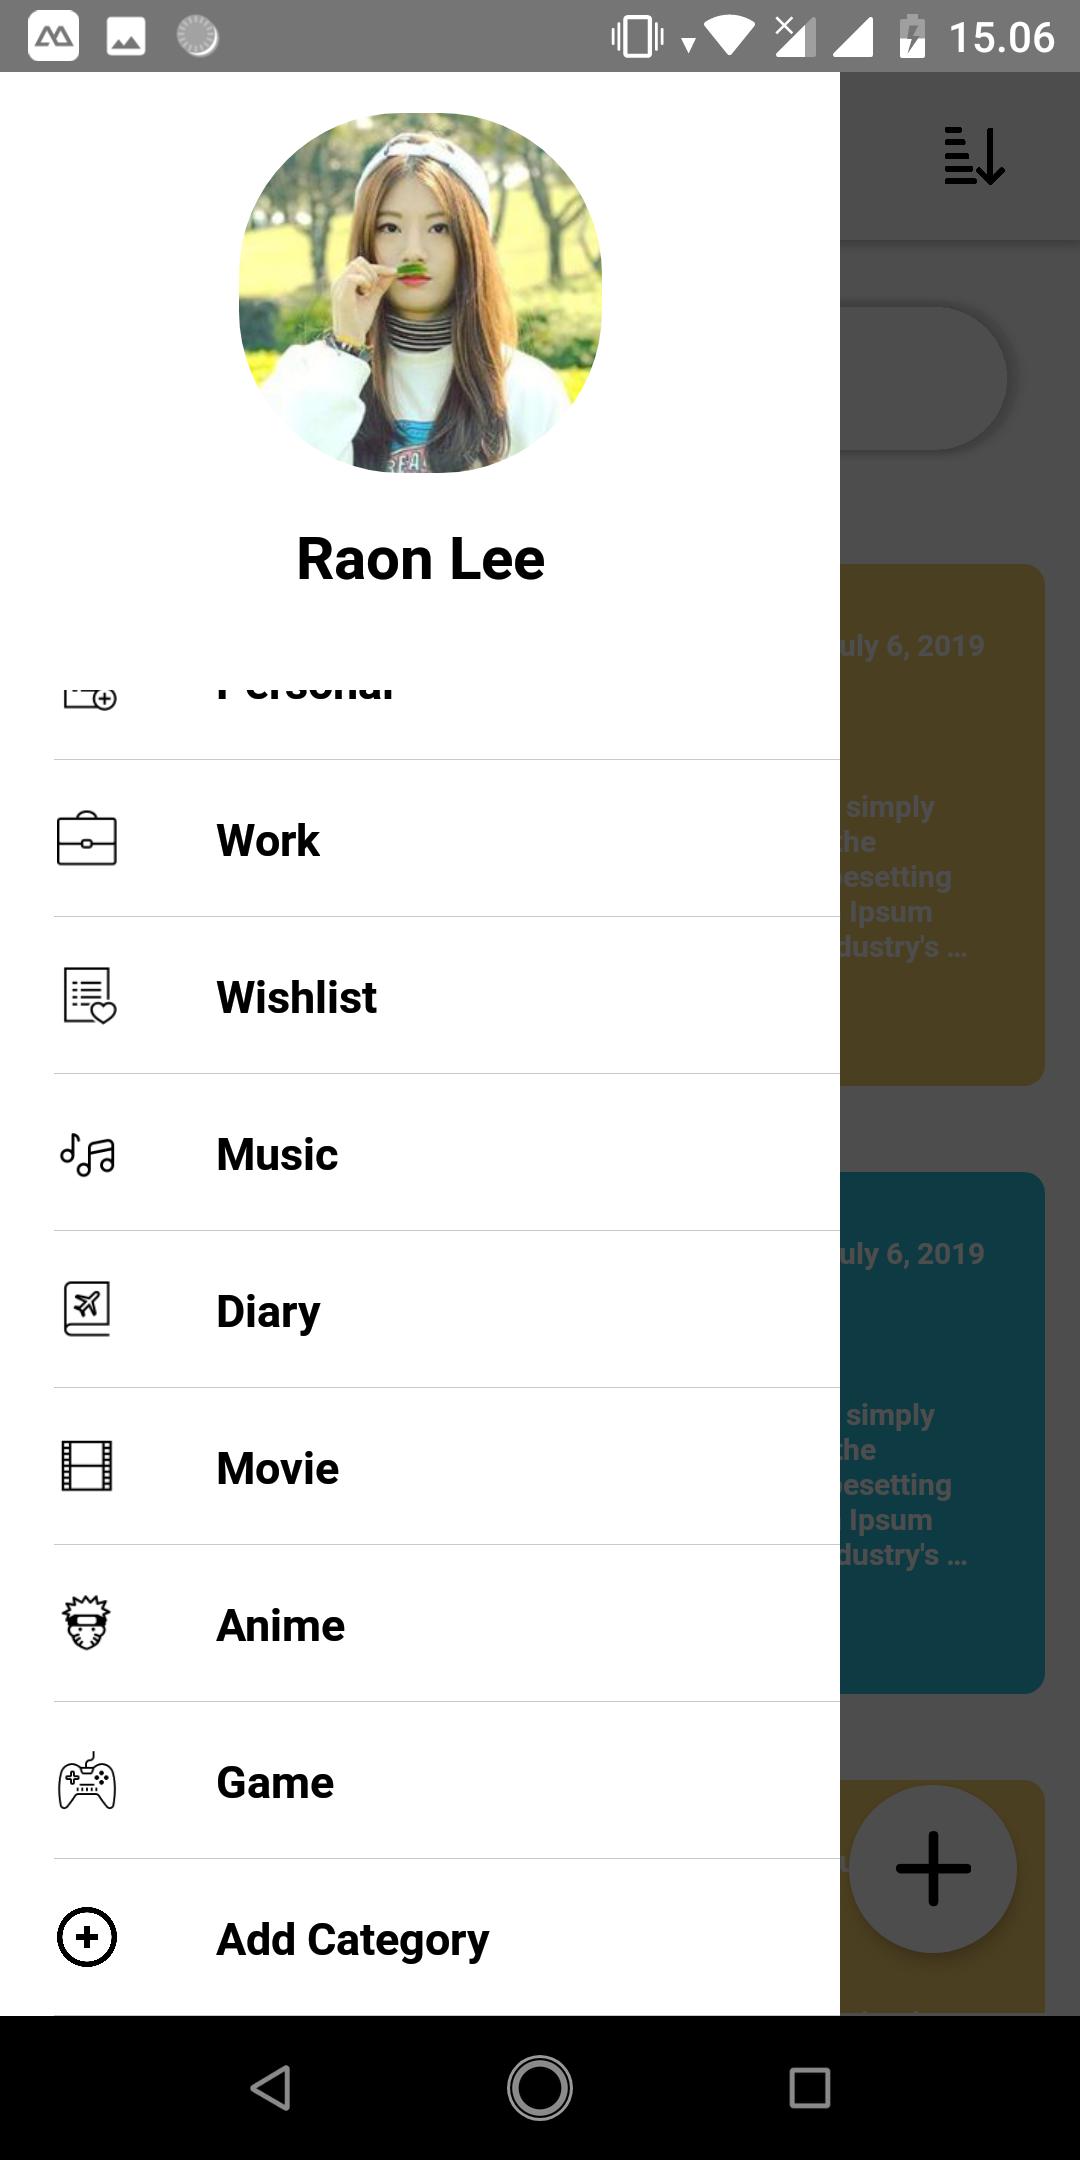 15.06
Raon Lee
Personal
Work
Wishlist
Music
Diary
Movie
Anime
Game
Add Category
uly 6, 2019
simply
the
esetting
Ipsum
dustry's ...
uly 6, 2019
simply
the
esetting
Ipsum
dustry's ...